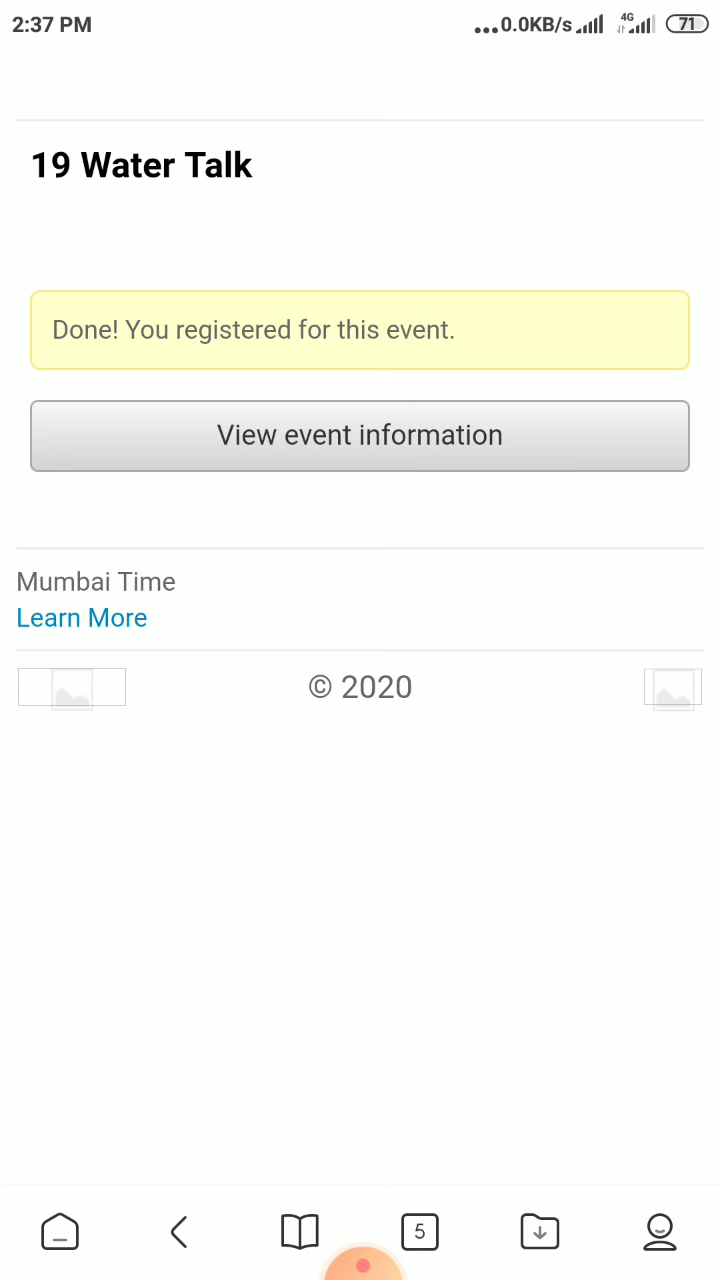 2:37 PM
...0.0KB/s 4G 71
19 Water Talk
Done! You registered for this event.
View event information
Mumbai Time
Learn More
© 2020
5